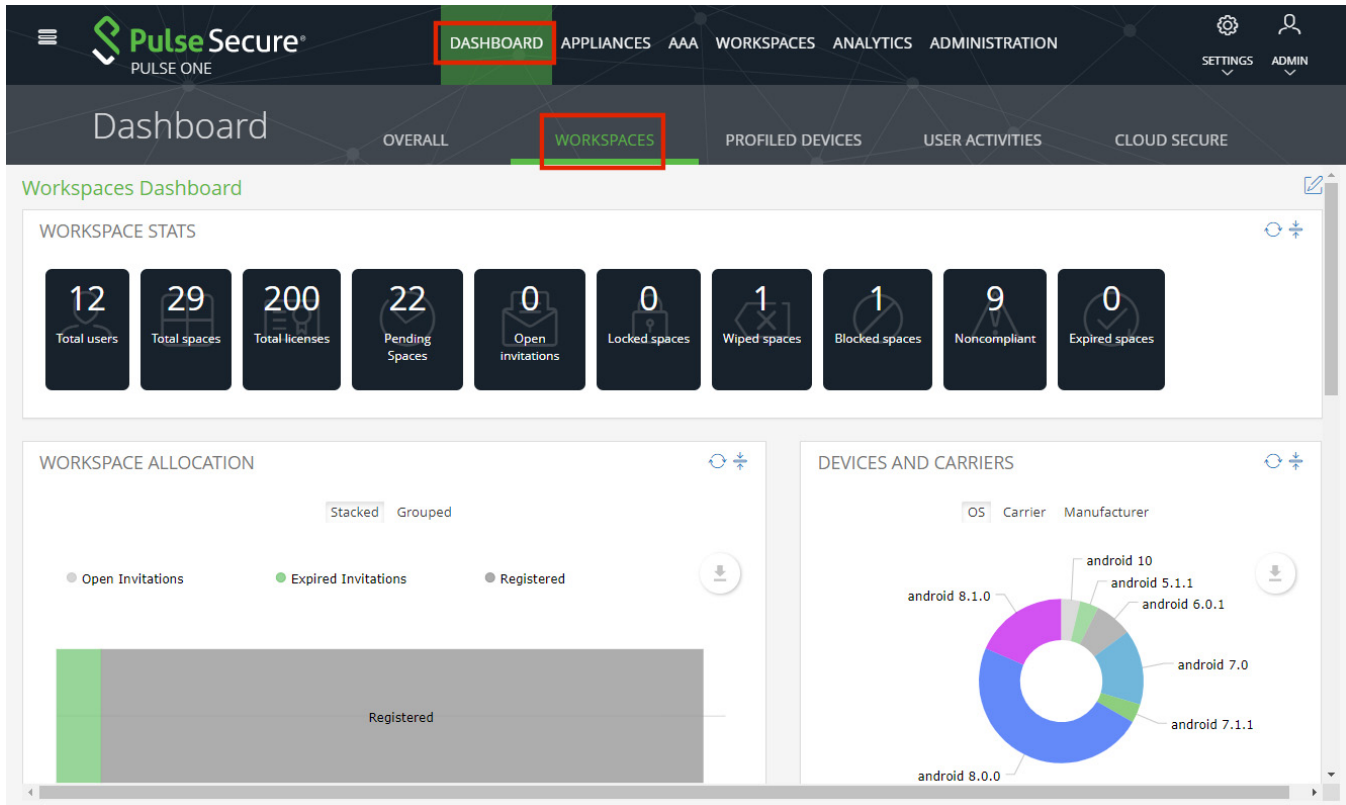 Pulse Secure®
PULSE ONE
DASHBOARD APPLIANCES AAA WORKSPACES ANALYTICS ADMINISTRATION
SETTINGS ADMIN
Dashboard
OVERALL WORKSPACES PROFILED DEVICES USER ACTIVITIES CLOUD SECURE
Workspaces Dashboard
WORKSPACE STATS
12
Total users
29
Total spaces
200
Total licenses
22
Pending
Spaces
0
Open
invitations
0
Locked spaces
1
Wiped spaces
1
Blocked spaces
9
Noncompliant
0
Expired spaces
WORKSPACE ALLOCATION
Stacked Grouped
Open Invitations Expired Invitations Registered
Registered
DEVICES AND CARRIERS
OS Carrier Manufacturer
android 10
android 5.1.1
android 8.1.0
android 6.0.1
android 7.0
android 7.1.1
android 8.0.0